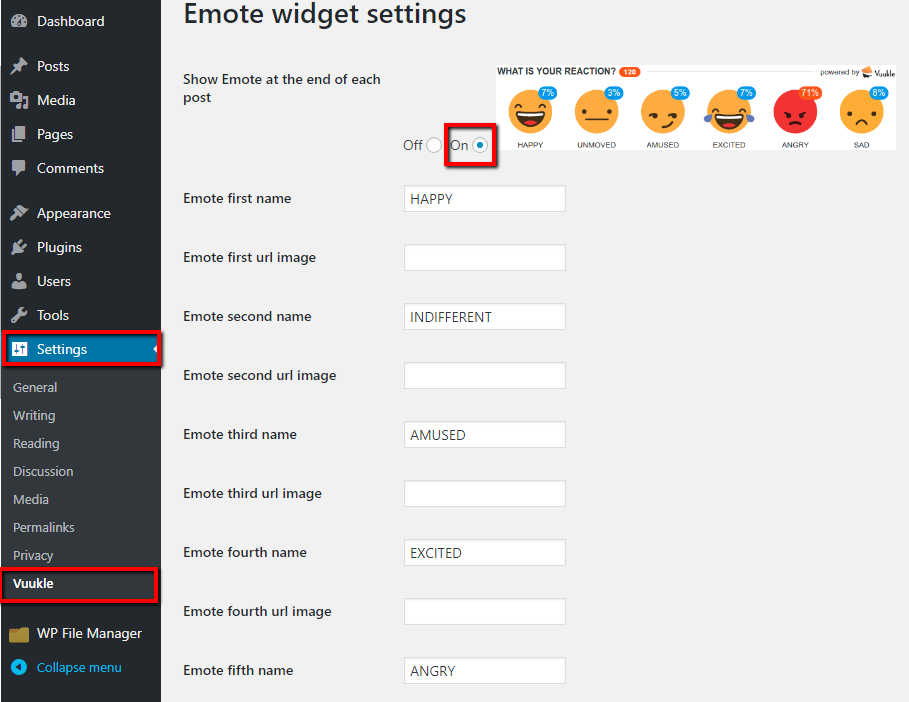 Dashboard
Posts
Media
Pages
Comments
Appearance
Plugins
Users
Tools
Settings
General
Writing
Reading
Discussion
Media
Permalinks
Privacy
Vuukle
WP File Manager
Collapse menu
Emote widget settings
Show Emote at the end of each
post
Off On
WHAT IS YOUR REACTION? 120 powered by Vuukle
7% 3% 5% 7% 71% 8%
HAPPY UNMOVED AMUSED EXCITED ANGRY SAD
Emote first name HAPPY
Emote first url image
Emote second name INDIFFERENT
Emote second url image
Emote third name AMUSED
Emote third url image
Emote fourth name EXCITED
Emote fourth url image
Emote fifth name ANGRY